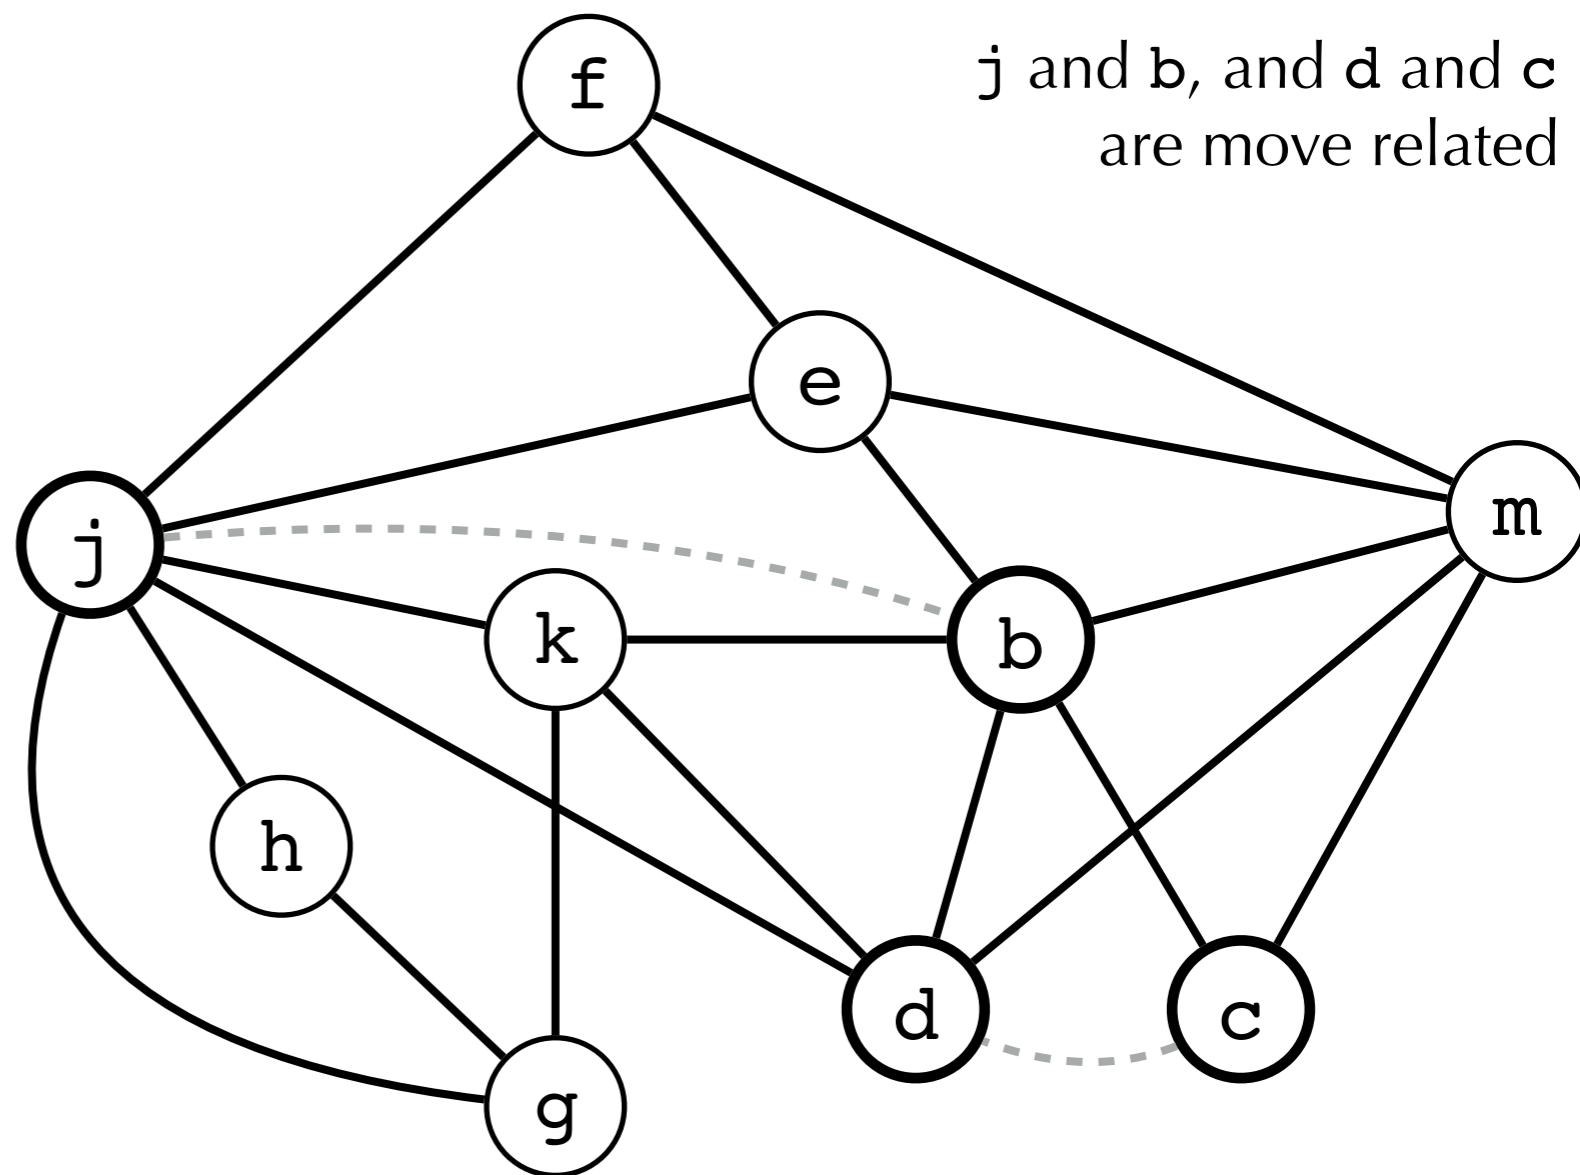 f
j and b, and d and c
are move related
e
m
j
k
b
h
d
c
g